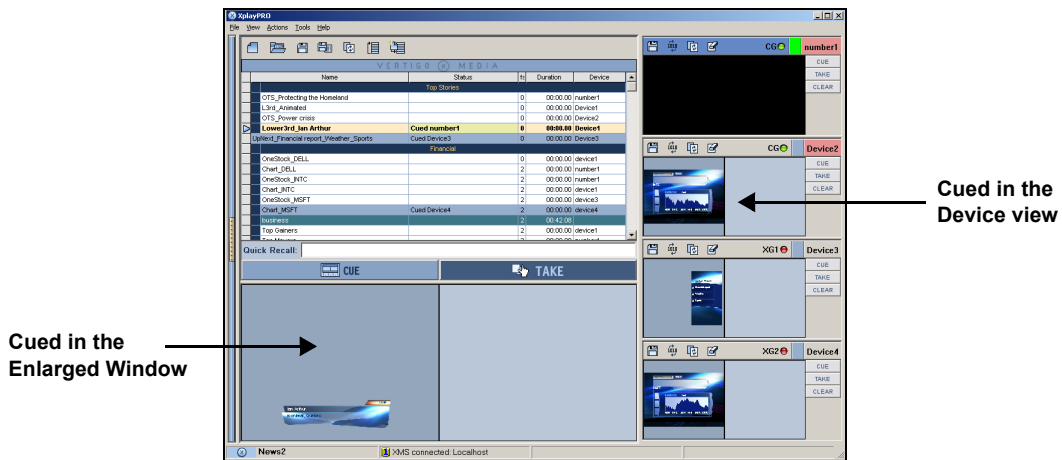 XplayPRO
File View Actions Tools Help
VERTIGO MEDIA
Name Status Duration Device
Top Stories
OTS_Protecting the Homeland 0 00:00.00 number1
L3rd_Animated 0 00:00.00 Device1
OTS_Power crisis 0 00:00.00 Device2
Lower3rd_Ian Arthur Cued number1 0 00:00.00 Device1
UpNext_Financial report_Weather_Sports Cued Device3 0 00:00.00 Device3
Financial
OneStock_DELL 0 00:00.00 device1
Chart_DELL 2 00:00.00 number1
OneStock_INTC 2 00:00.00 number1
Chart_INTC 2 00:00.00 device1
OneStock_MSFT 2 00:00.00 device3
Chart_MSFT Cued Device4 2 00:00.00 device4
business 2 00:42:08
Top Gainers 2 00:00.00 device1
Quick Recall:
CUE TAKE
Ian Arthur
News2 XMS connected: Localhost
CG number1
CUE
TAKE
CLEAR
CG Device2
CUE
TAKE
CLEAR
XG1 Device3
CUE
TAKE
CLEAR
XG2 Device4
CUE
TAKE
CLEAR
Cued in the
Device view
Cued in the
Enlarged Window